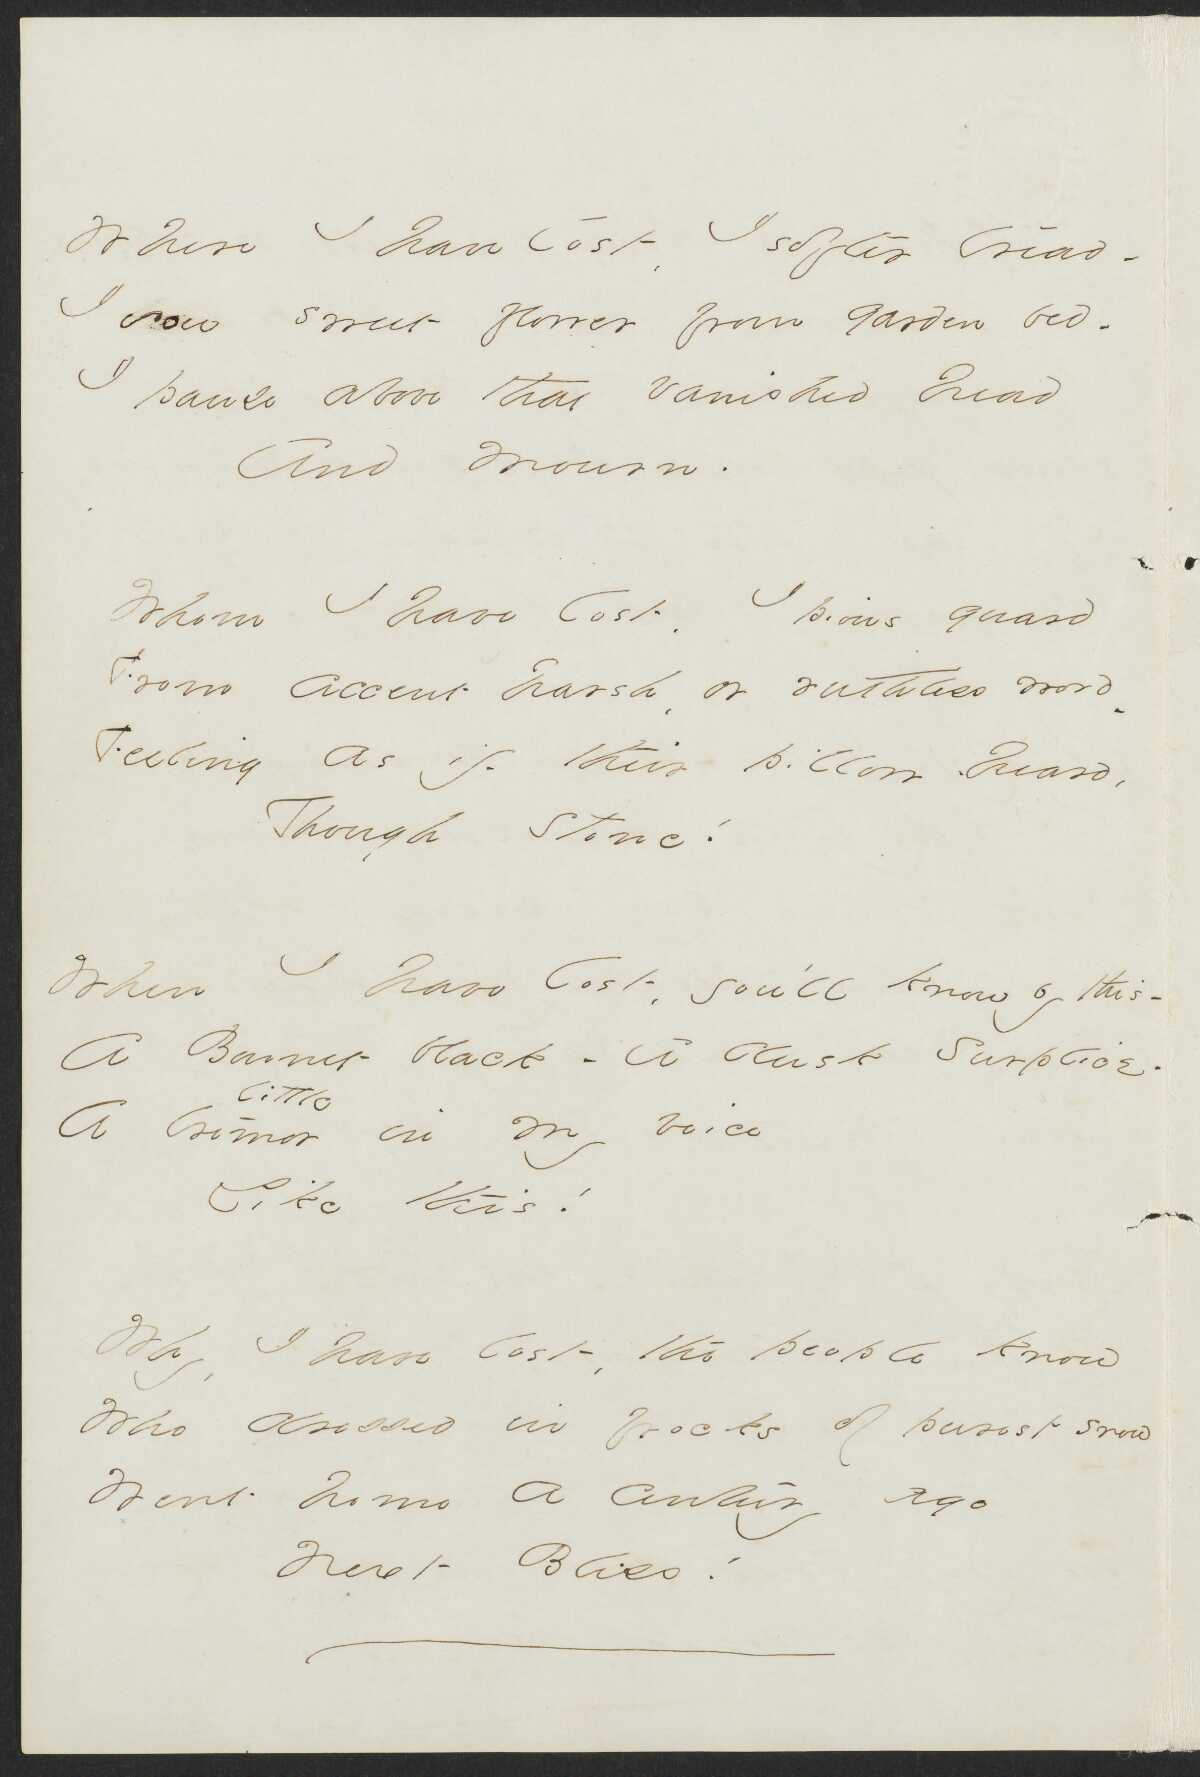 Where I have lost, I softer tread -
I sow sweet flower from garden bed -
I pause above that vanished head
And mourn.
Whom I have lost, I pious guard
From accent harsh, or ruthless word -
Feeling as if their pillow heard,
Though stone!
When I have lost, you'll know by this -
A Bonnet black - A dusk surplice -
little
A tremor in my voice
Like this!
Why, I have lost, the people know
Who dressed in frocks of purest snow
Went home a century ago
Next Bliss!